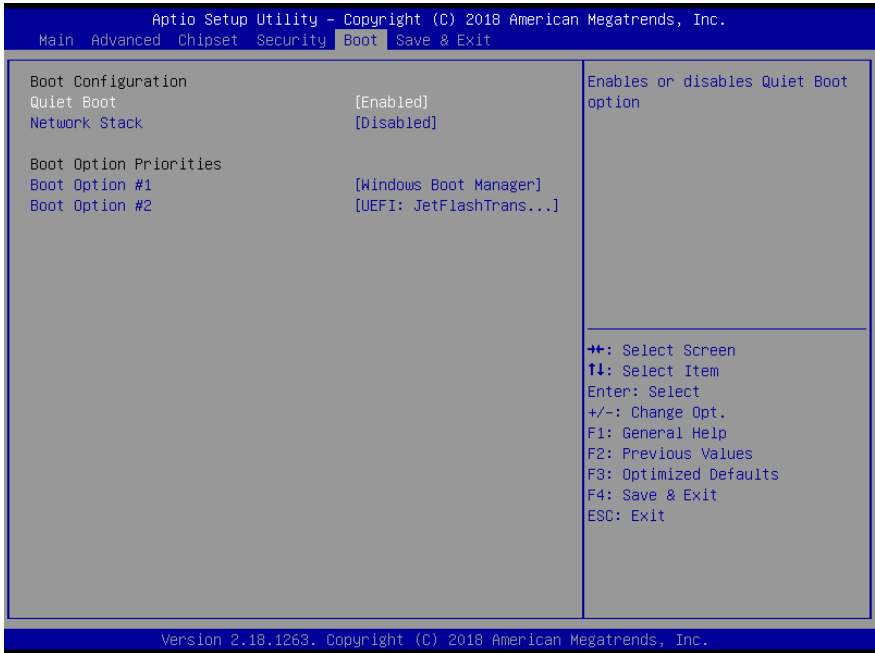 Aptio Setup Utility – Copyright (C) 2018 American Megatrends, Inc.
Main Advanced Chipset Security Boot Save & Exit
Boot Configuration
Quiet Boot [Enabled]
Network Stack [Disabled]
Boot Option Priorities
Boot Option #1 [Windows Boot Manager]
Boot Option #2 [UEFI: JetFlashTrans...]
Enables or disables Quiet Boot
option
→←: Select Screen
↑↓: Select Item
Enter: Select
+/-: Change Opt.
F1: General Help
F2: Previous Values
F3: Optimized Defaults
F4: Save & Exit
ESC: Exit
Version 2.18.1263. Copyright (C) 2018 American Megatrends, Inc.